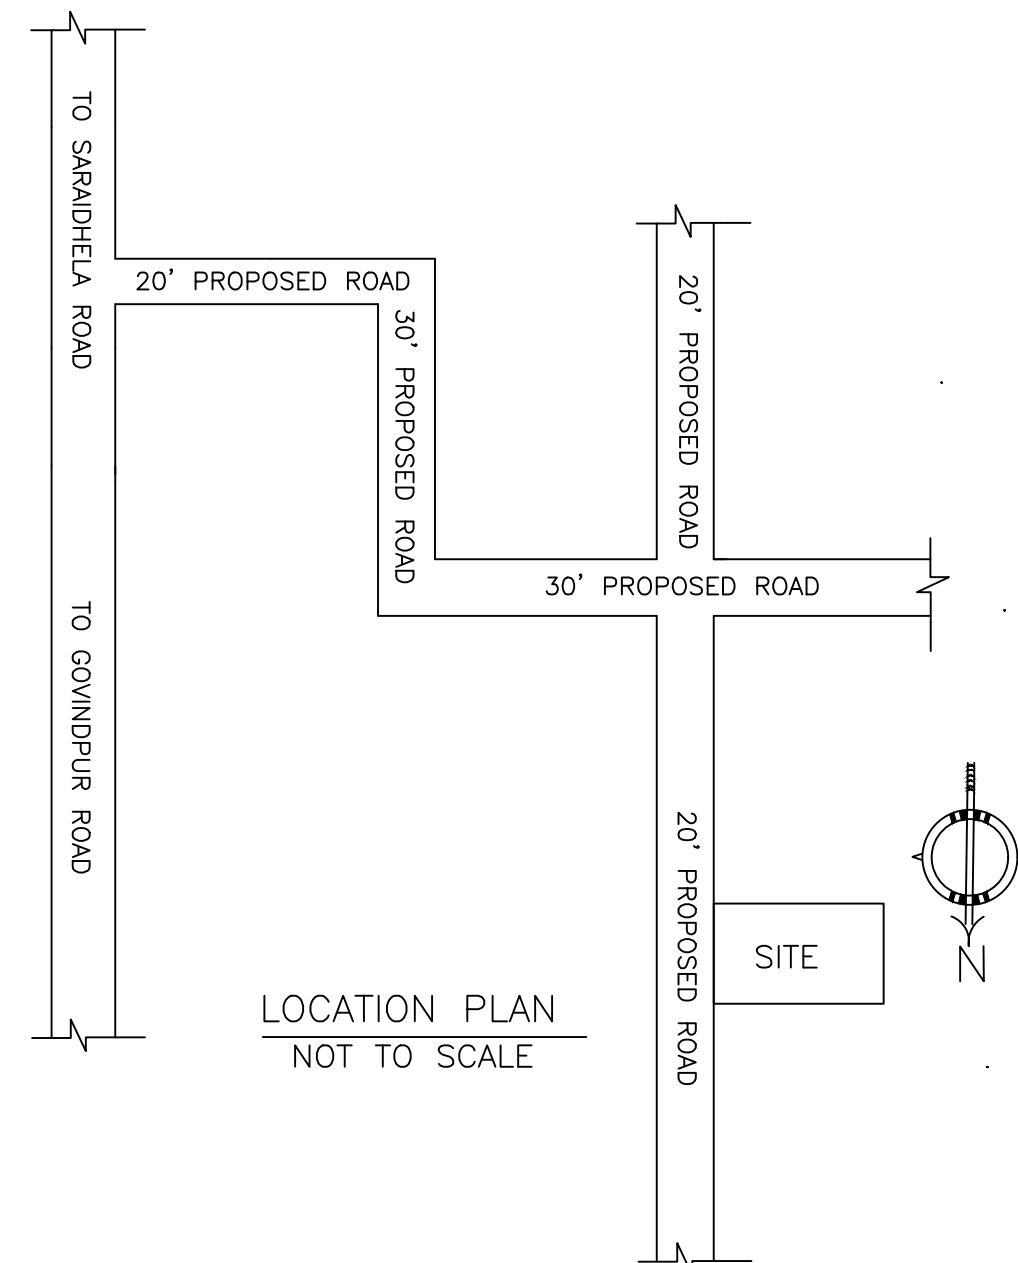 TO SARAIDHELA ROAD
20' PROPOSED ROAD
30' PROPOSED ROAD
20' PROPOSED ROAD
30' PROPOSED ROAD
TO GOVINDPUR ROAD
20' PROPOSED ROAD
SITE
N
LOCATION PLAN
NOT TO SCALE